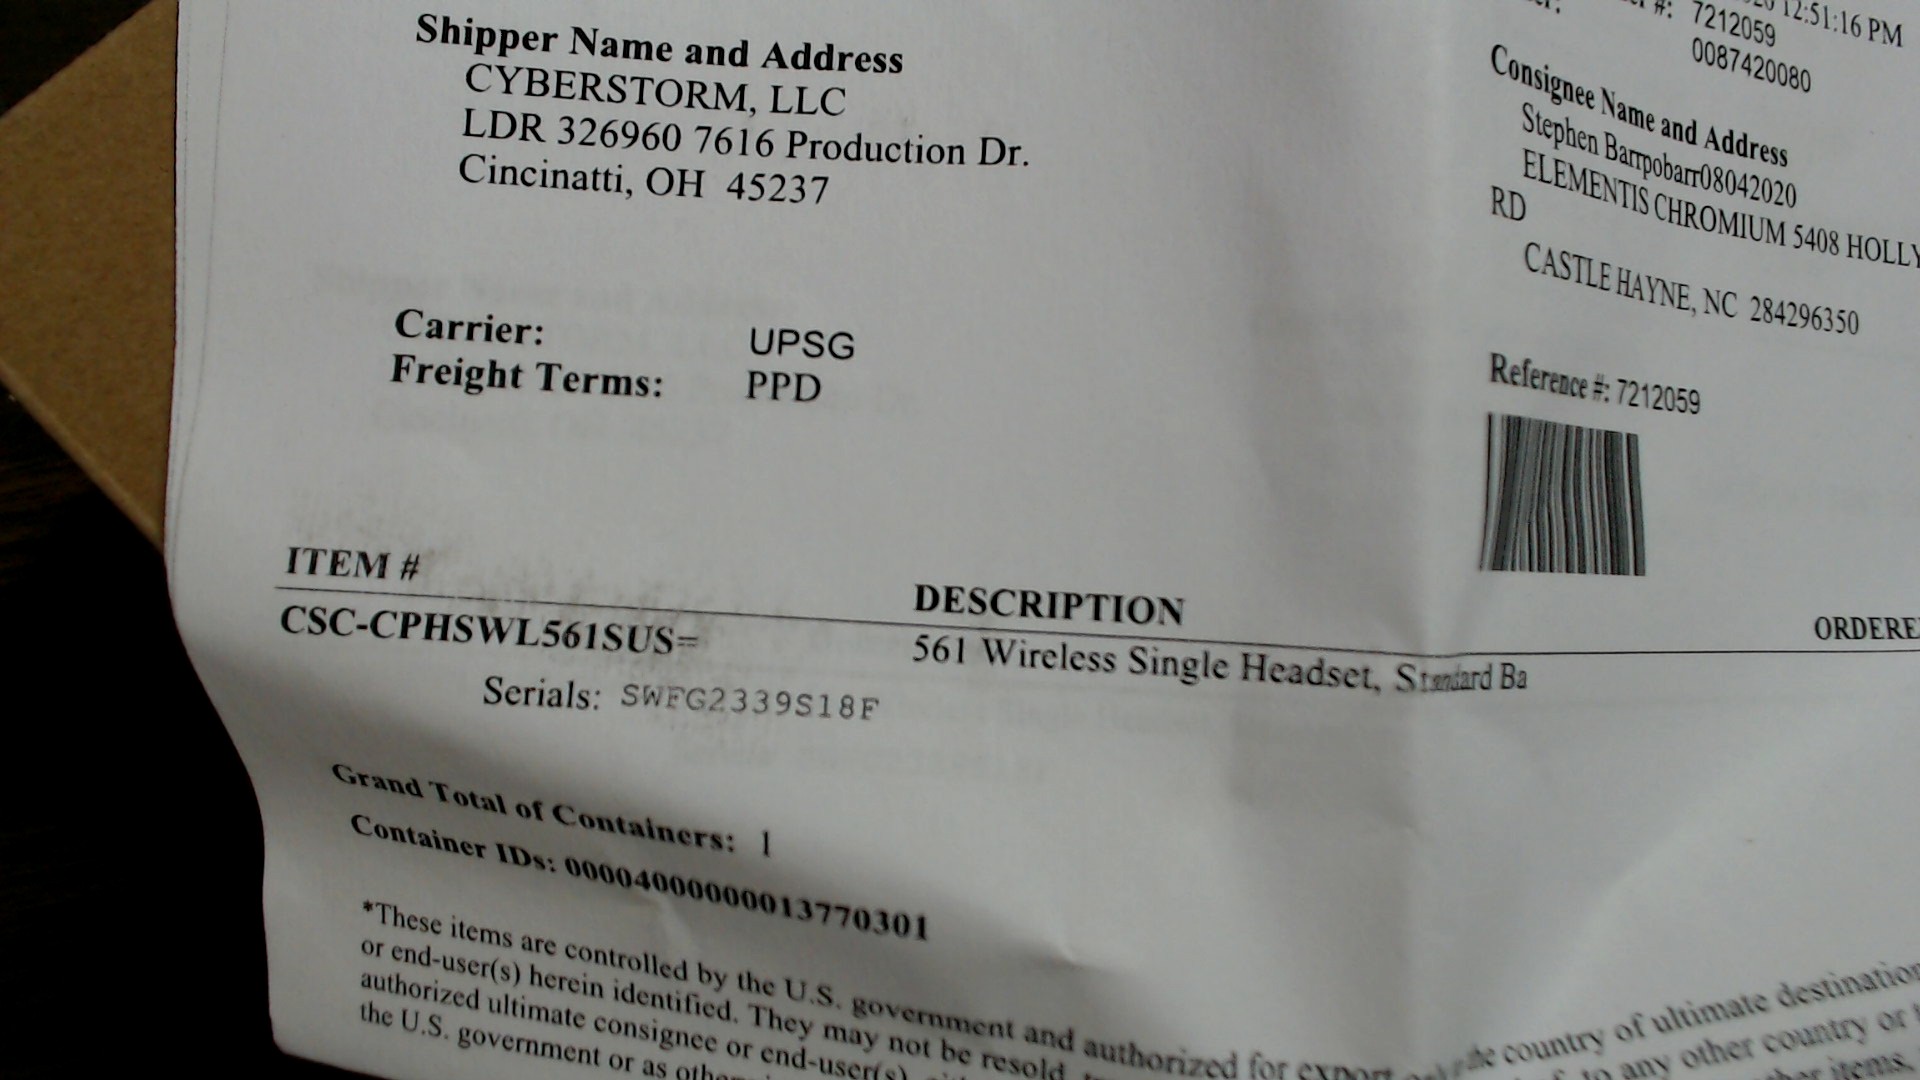 Shipper Name and Address
CYBERSTORM, LLC
LDR 326960 7616 Production Dr.
Cincinatti, OH 45237
12:51:16 PM
#: 7212059
0087420080
Consignee Name and Address
Stephen Barrpobarr08042020
ELEMENTIS CHROMIUM 5408 HOLLY
RD
CASTLE HAYNE, NC 284296350
Carrier: UPSG
Freight Terms: PPD
Reference #: 7212059
ITEM # DESCRIPTION ORDERE
CSC-CPHSWL561SUS= 561 Wireless Single Headset, Standard Ba
Serials: SWFG2339S18F
Grand Total of Containers: 1
Container IDs: 00004000000013770301
*These items are controlled by the U.S. government and authorized for export the country of ultimate destination
or end-user(s) herein identified. They may not be resold, to any other country or
authorized ultimate consignee or end-user(s), other items,
the U.S. government or as